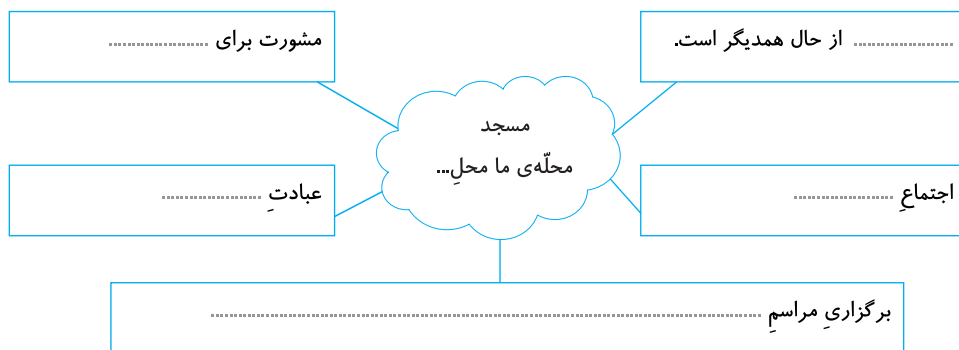 .................... از حال همدیگر است.
مشورت برای ....................
مسجد
محلّه‌ی ما محلِ...
اجتماعِ ....................
عبادتِ ....................
برگزاریِ مراسمِ ..............................................................................................................